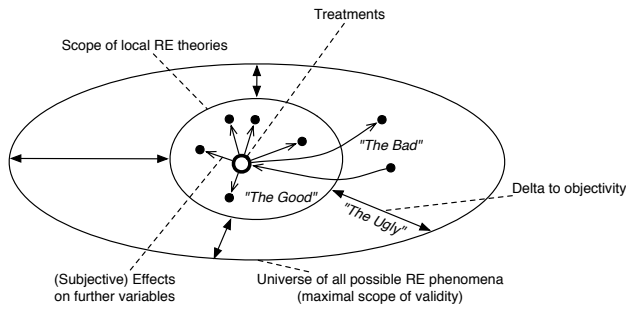 Treatments
Scope of local RE theories
"The Bad"
"The Good"
"The Ugly"
Delta to objectivity
(Subjective) Effects
on further variables
Universe of all possible RE phenomena
(maximal scope of validity)